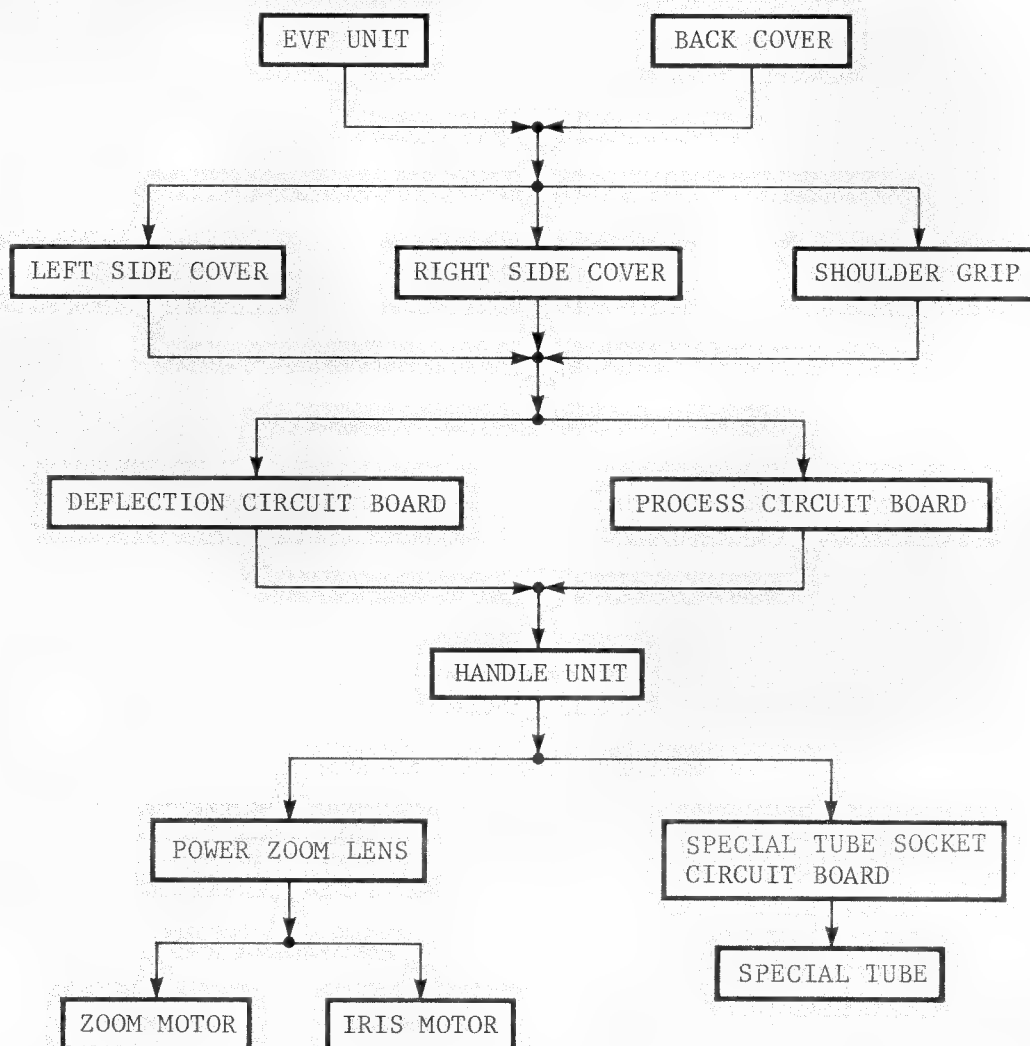 EVF UNIT
BACK COVER
LEFT SIDE COVER
RIGHT SIDE COVER
SHOULDER GRIP
DEFLECTION CIRCUIT BOARD
PROCESS CIRCUIT BOARD
HANDLE UNIT
POWER ZOOM LENS
SPECIAL TUBE SOCKET
CIRCUIT BOARD
SPECIAL TUBE
ZOOM MOTOR
IRIS MOTOR